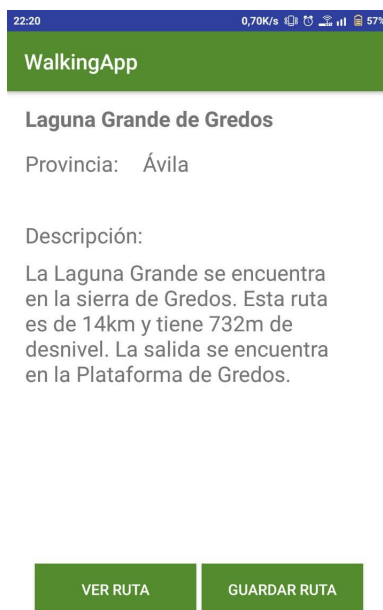 22:20 0,70K/s 57%
WalkingApp
Laguna Grande de Gredos
Provincia: Ávila
Descripción:
La Laguna Grande se encuentra
en la sierra de Gredos. Esta ruta
es de 14km y tiene 732m de
desnivel. La salida se encuentra
en la Plataforma de Gredos.
VER RUTA GUARDAR RUTA